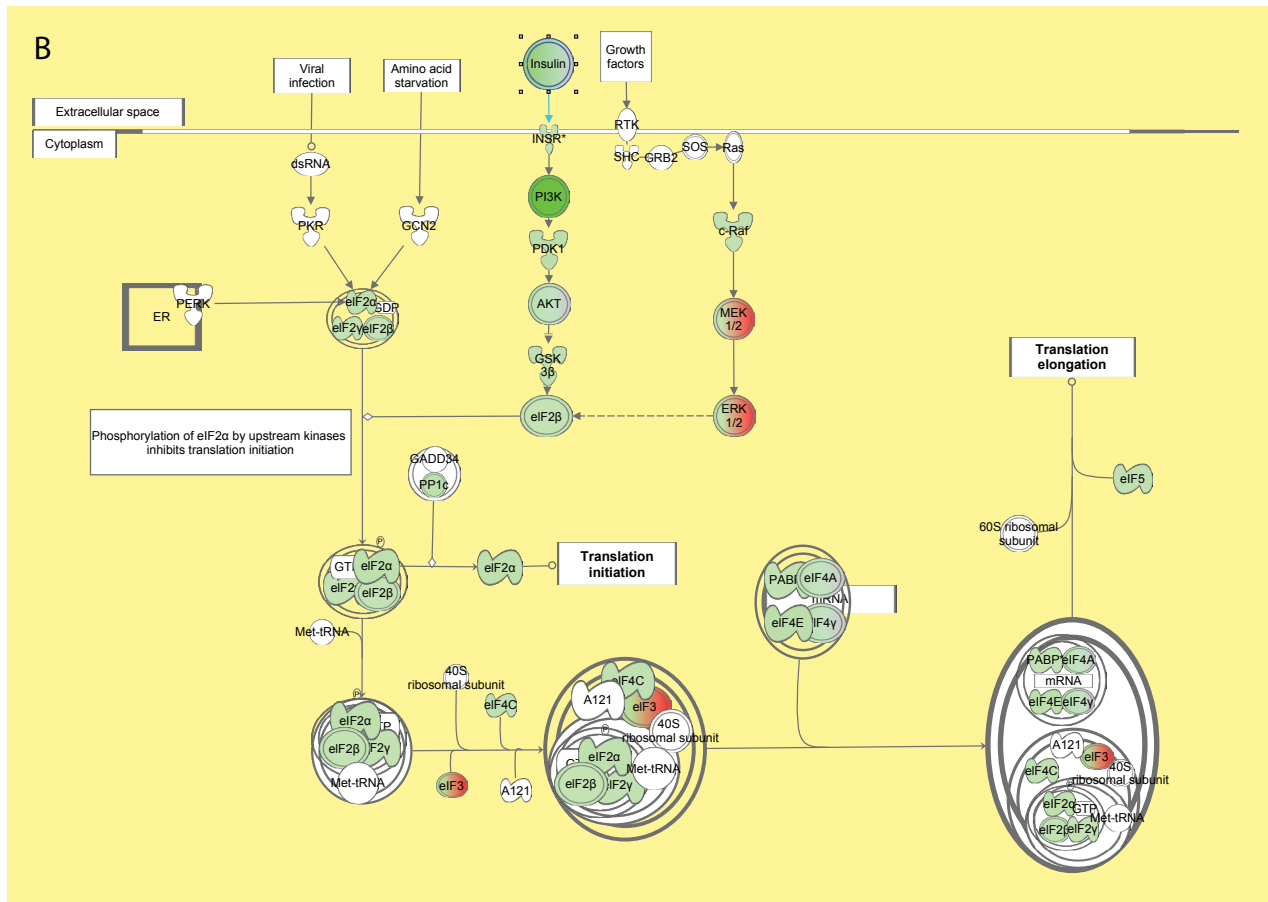 B
Viral
infection
Amino acid
starvation
Insulin
Growth
factors
Extracellular space
Cytoplasm
dsRNA
INSR*
RTK
SHC
GRB2
SOS
Ras
PKR
GCN2
PI3K
PDK1
c-Raf
PERK
ER
eIF2α
GDP
eIF2γ
eIF2β
AKT
MEK
1/2
GSK
3β
Translation
elongation
eIF2β
ERK
1/2
Phosphorylation of eIF2α by upstream kinases
inhibits translation initiation
GADD34
PP1c
eIF5
60S ribosomal
subunit
P
eIF2α
eIF2β
eIF2α
Translation
initiation
eIF4A
mRNA
eIF4E
Met-tRNA
40S
ribosomal subunit
eIF4C
eIF3
A121
P
eIF2α
eIF2β
Met-tRNA
eIF4C
A121
eIF3
40S
ribosomal subunit
P
eIF2α
Met-tRNA
eIF2β
eIF2γ
PABP*
eIF4A
mRNA
eIF4E
eIF4γ
A121
eIF3
eIF4C
40S
ribosomal subunit
P
eIF2α
GTP
Met-tRNA
eIF2β
eIF2γ